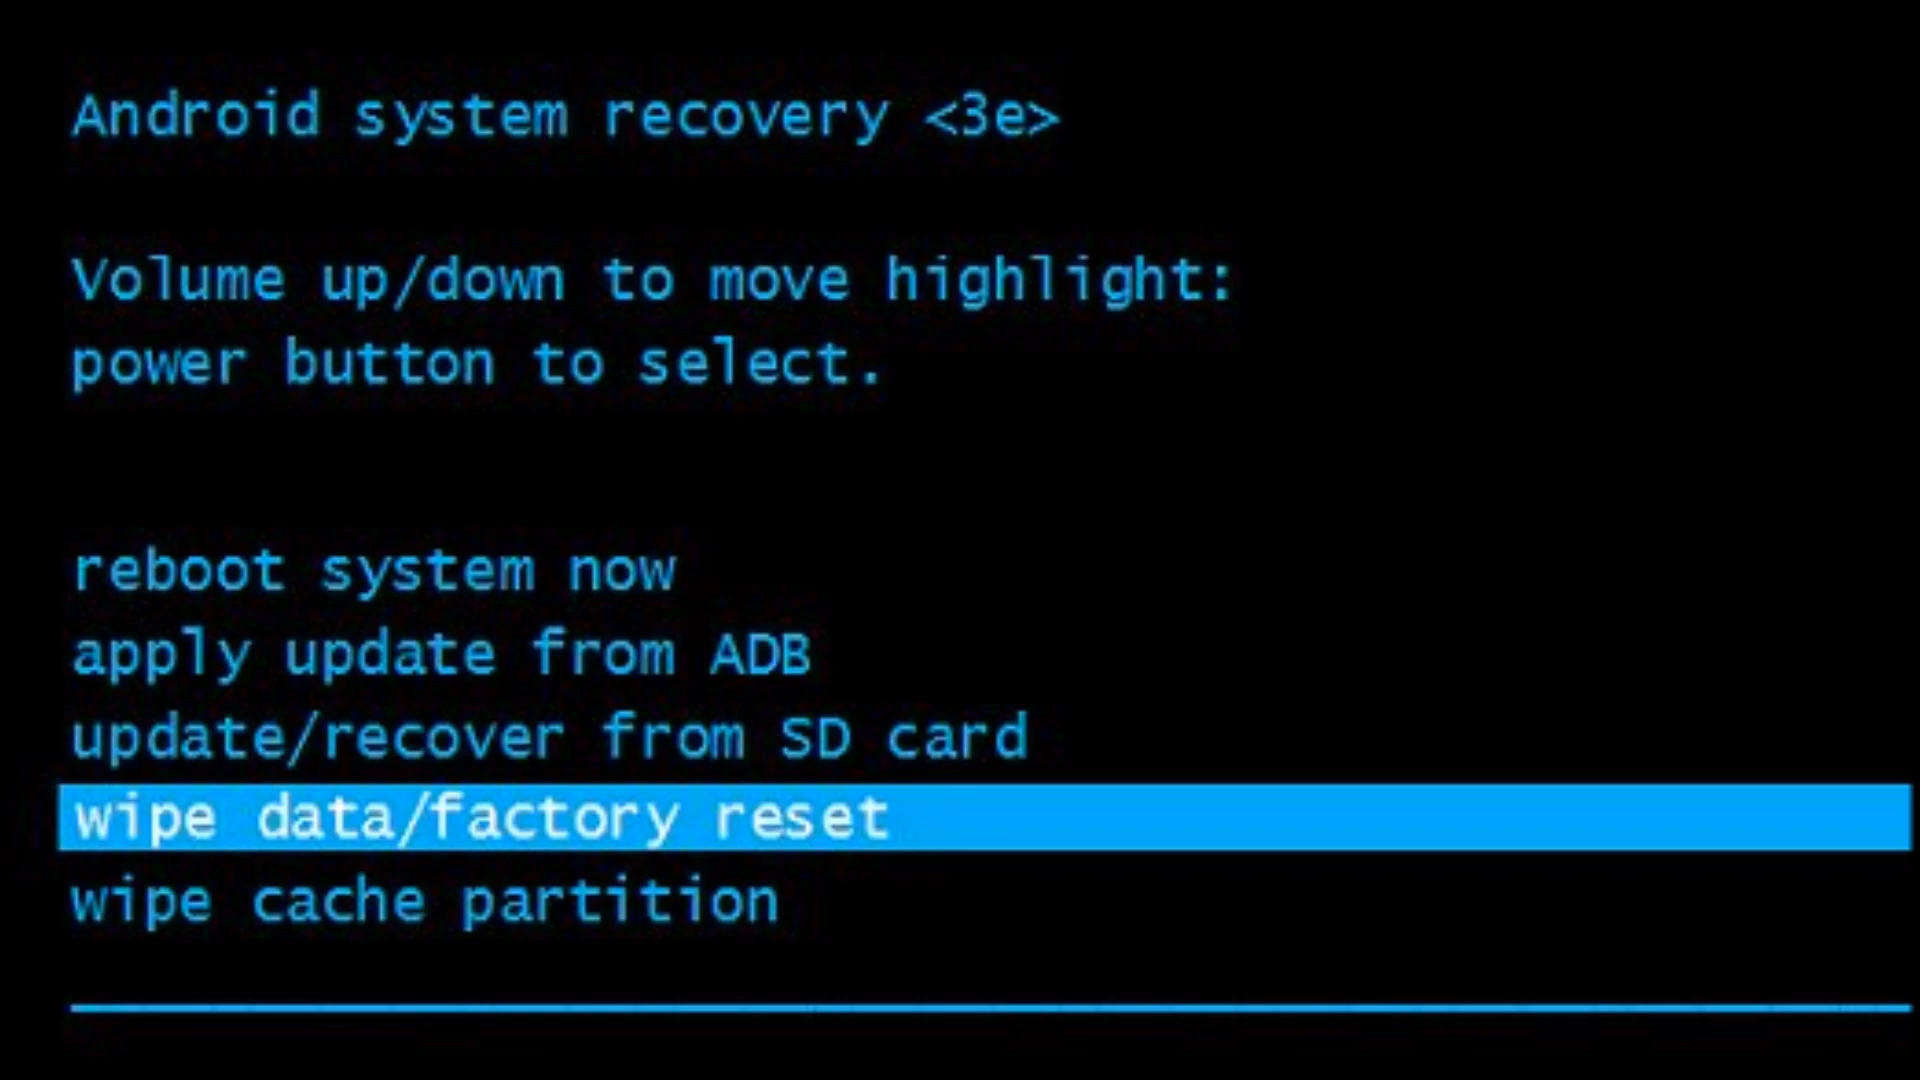 Android system recovery <3e>
Volume up/down to move highlight:
power button to select.
reboot system now
apply update from ADB
update/recover from SD card
wipe data/factory reset
wipe cache partition